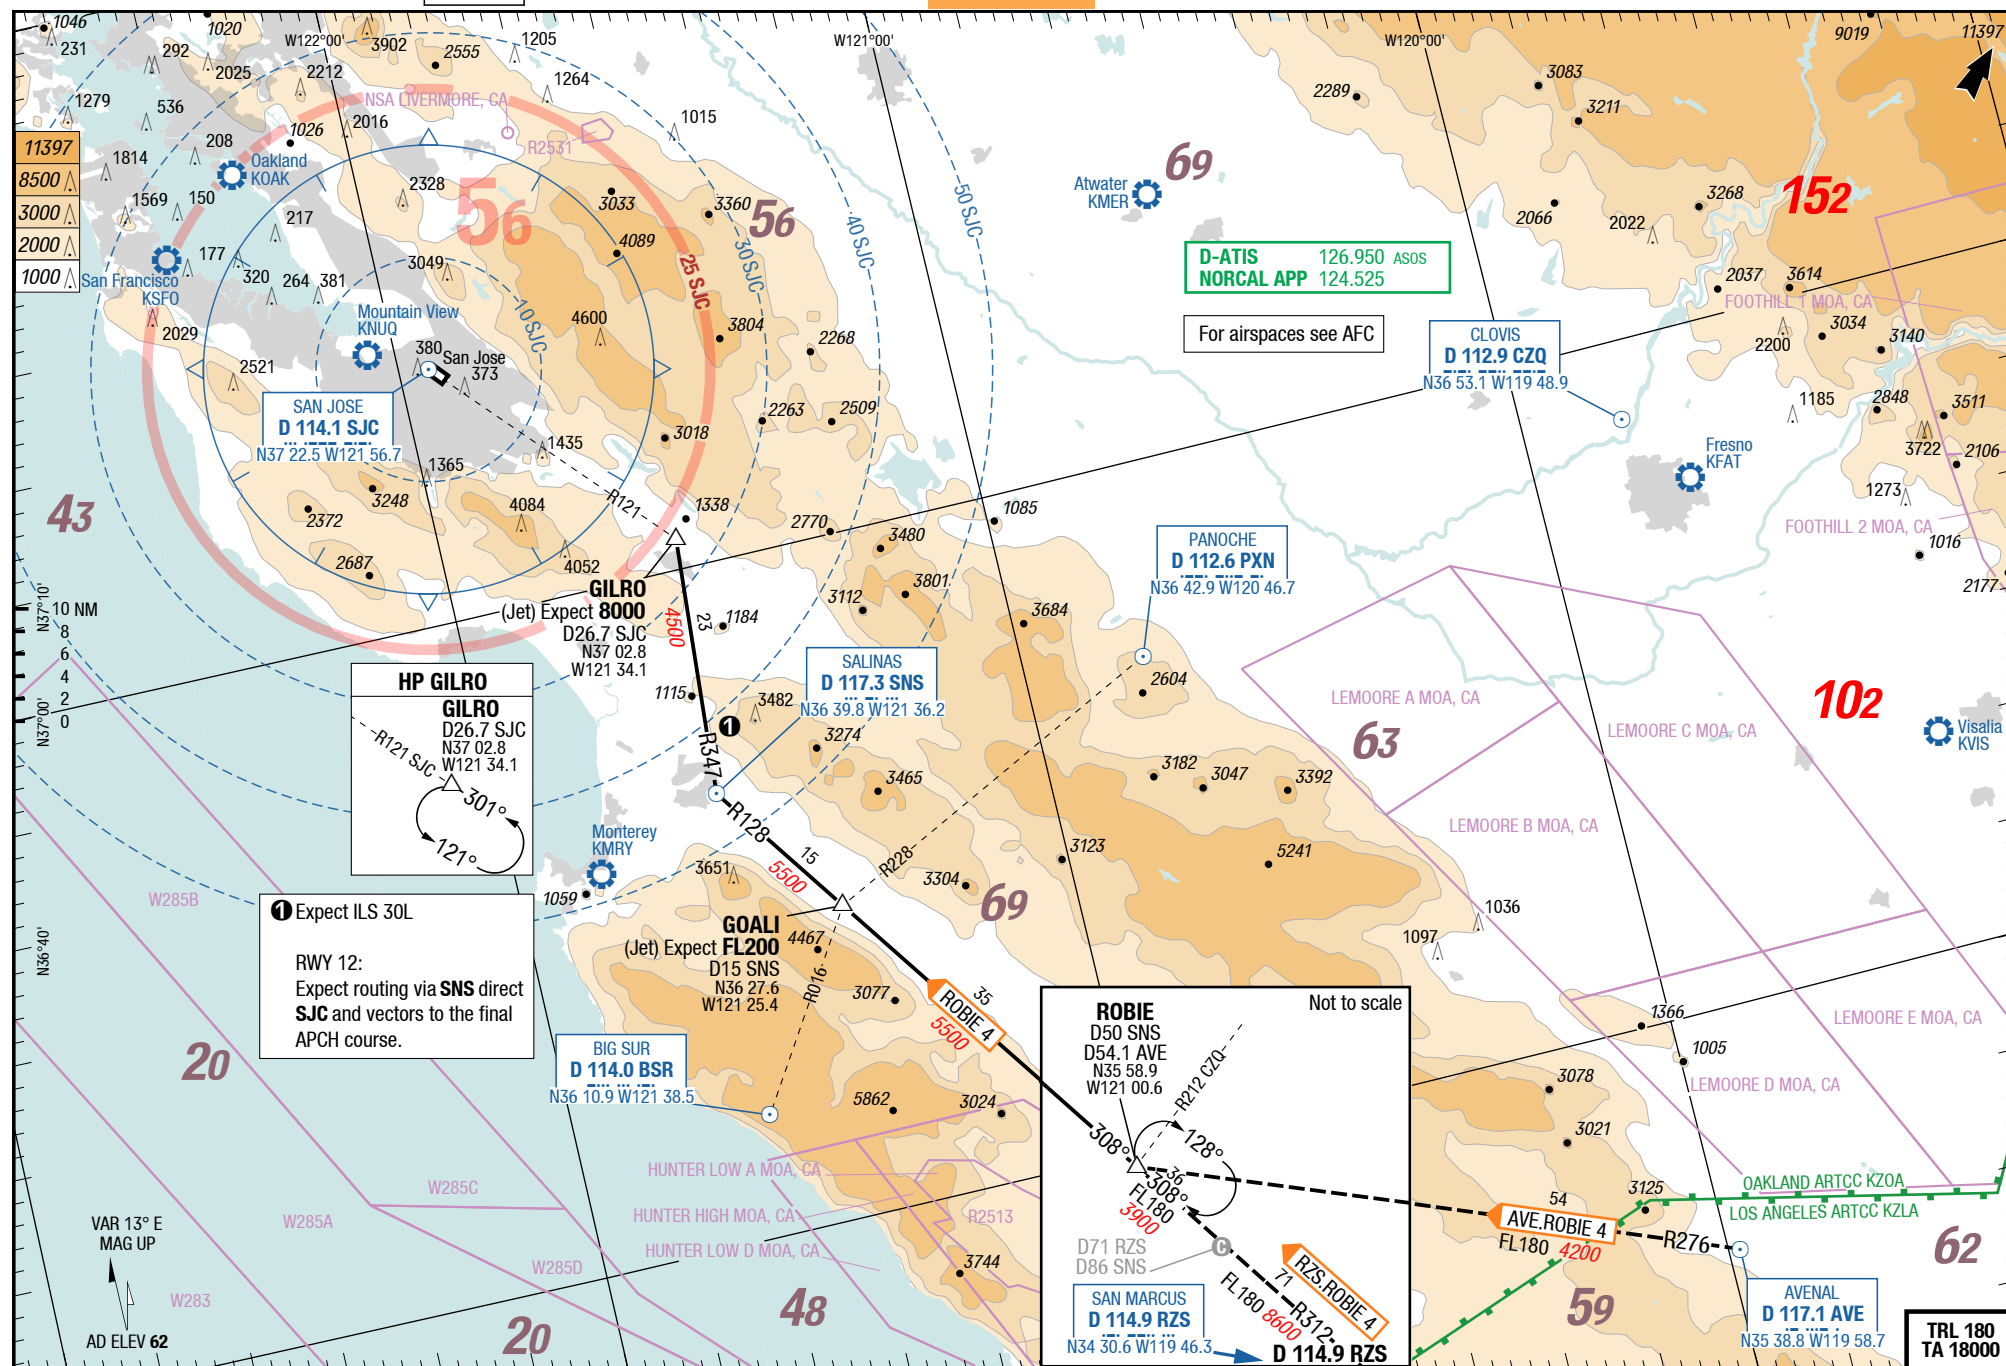 1046
231
292
1020
2025
2212
W122°00'
3902
2555
1205
1264
W121°00'
W120°00'
9019
11397
1279
536
208
1026
2016
NSA LIVERMORE, CA
R2531
1015
2289
3083
3211
11397
8500
3000
2000
1000
1814
1569
150
Oakland
KOAK
217
2328
56
3033
3360
56
4089
50 SJC
40 SJC
30 SJC
25 SJC
10 SJC
Atwater
KMER
69
2066
2022
3268
152
San Francisco
KSFO
177
320
264
381
3049
Mountain View
KNUQ
2029
2521
380
San Jose
373
4600
3804
2268
D-ATIS 126.950 ASOS
NORCAL APP 124.525
For airspaces see AFC
2037
3614
FOOTHILL 1 MOA, CA
3034
2200
3140
CLOVIS
D 112.9 CZQ
N36 53.1 W119 48.9
1185
2848
3511
SAN JOSE
D 114.1 SJC
N37 22.5 W121 56.7
2263
2509
3018
1435
1365
R121
3248
2372
4084
2687
4052
1338
2770
3480
1085
Fresno
KFAT
3722
2106
1273
FOOTHILL 2 MOA, CA
1016
2177
43
N37°10'
10 NM
8
6
4
2
0
N37°00'
GILRO
(Jet) Expect 8000
D26.7 SJC
N37 02.8
W121 34.1
4500
23
1184
3112
3801
3684
PANOCHE
D 112.6 PXN
N36 42.9 W120 46.7
2604
HP GILRO
GILRO
D26.7 SJC
N37 02.8
W121 34.1
R121 SJC
301°
121°
1115
3482
1
R347
SALINAS
D 117.3 SNS
N36 39.8 W121 36.2
3274
3465
3182
3047
3392
LEMOORE A MOA, CA
63
LEMOORE C MOA, CA
102
Visalia
KVIS
LEMOORE B MOA, CA
Monterey
KMRY
1059
R128
15
5500
3651
R228
3304
3123
5241
69
W285B
N36°40'
1 Expect ILS 30L
RWY 12:
Expect routing via SNS direct
SJC and vectors to the final
APCH course.
GOALI
(Jet) Expect FL200
D15 SNS
N36 27.6
W121 25.4
4467
R016
3077
ROBIE 4
35
5500
1036
1097
1366
1005
LEMOORE E MOA, CA
LEMOORE D MOA, CA
20
BIG SUR
D 114.0 BSR
N36 10.9 W121 38.5
5862
3024
ROBIE
D50 SNS
D54.1 AVE
N35 58.9
W121 00.6
Not to scale
R212 CZQ
308°
128°
36
308°
FL180
3900
D71 RZS
D86 SNS
C
RZS.ROBIE 4
71
FL180 8600
R312
SAN MARCUS
D 114.9 RZS
N34 30.6 W119 46.3
D 114.9 RZS
3078
3021
3125
54
AVE.ROBIE 4
FL180 4200
R276
OAKLAND ARTCC KZOA
LOS ANGELES ARTCC KZLA
62
59
AVENAL
D 117.1 AVE
N35 38.8 W119 58.7
HUNTER LOW A MOA, CA
HUNTER HIGH MOA, CA
HUNTER LOW D MOA, CA
R2513
3744
W285C
W285A
W285D
W283
48
20
VAR 13° E
MAG UP
AD ELEV 62
TRL 180
TA 18000